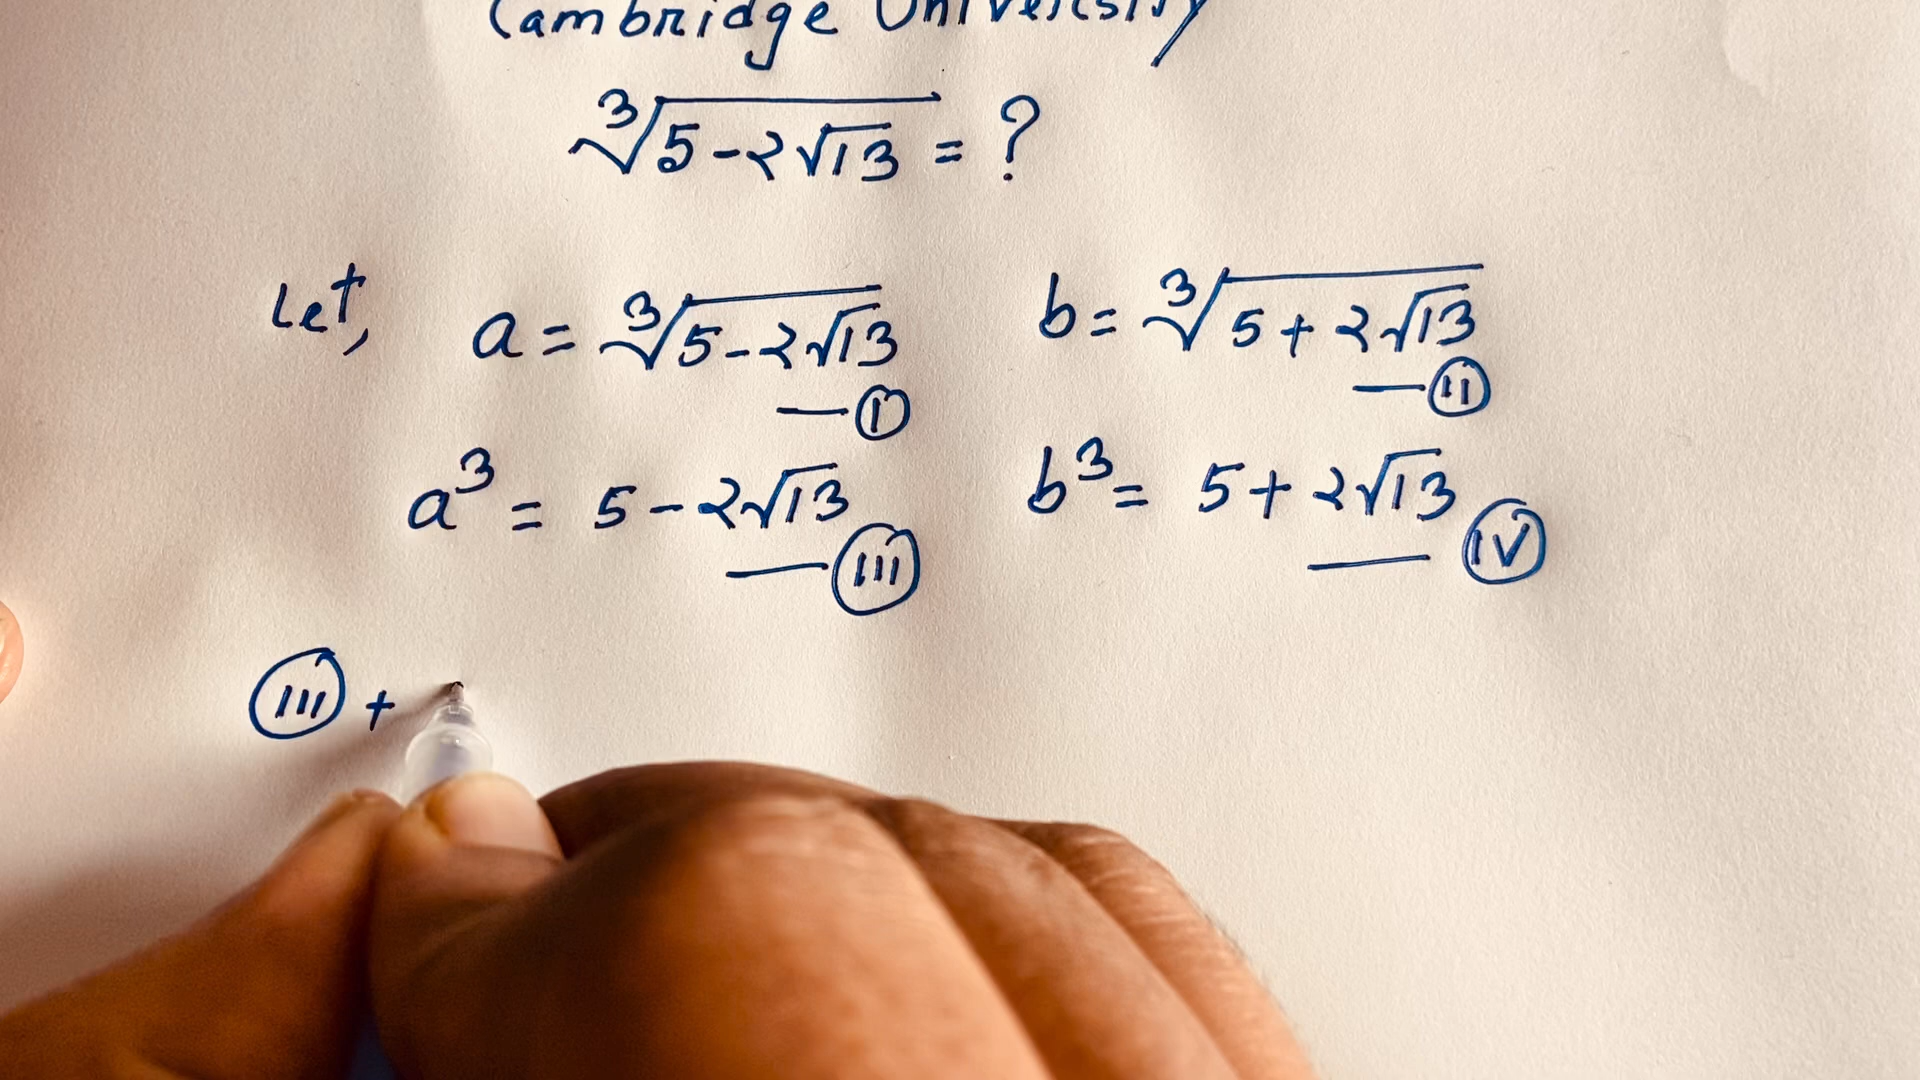 Cambridge University
∛(5-2√13) = ?
Let, a = ∛(5-2√13) b = ∛(5+2√13)
—(I) —(II)
a³ = 5-2√13 b³ = 5+2√13
—(III) —(IV)
(III) +